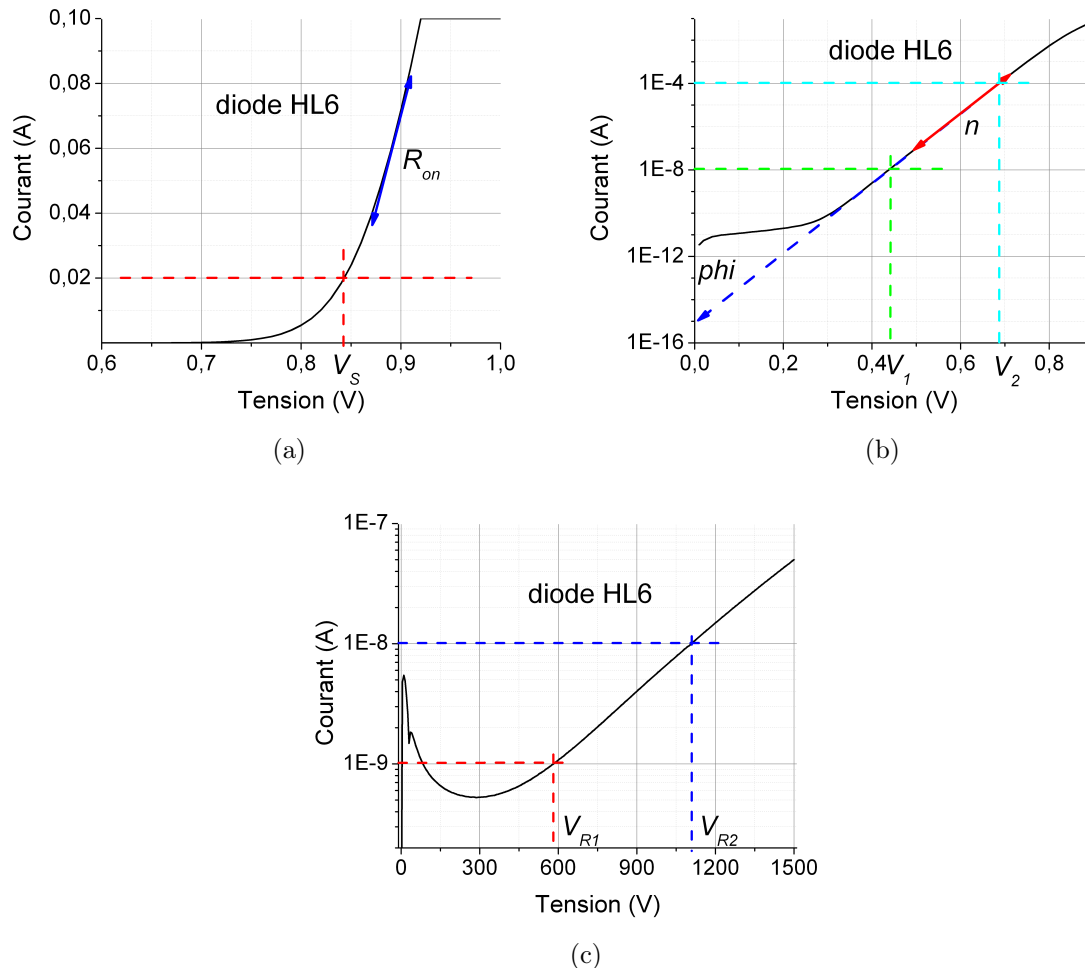 0,10
0,08
0,06
0,04
0,02
Courant (A)
diode HL6
R_on
0,6 0,7 0,8 0,9 1,0
V_S
Tension (V)
(a)
diode HL6
1E-4
1E-8
1E-12
1E-16
Courant (A)
n
phi
0,0 0,2 0,4 0,6 0,8
V_1 V_2
Tension (V)
(b)
1E-7
1E-8
1E-9
Courant (A)
diode HL6
V_R1 V_R2
0 300 600 900 1200 1500
Tension (V)
(c)